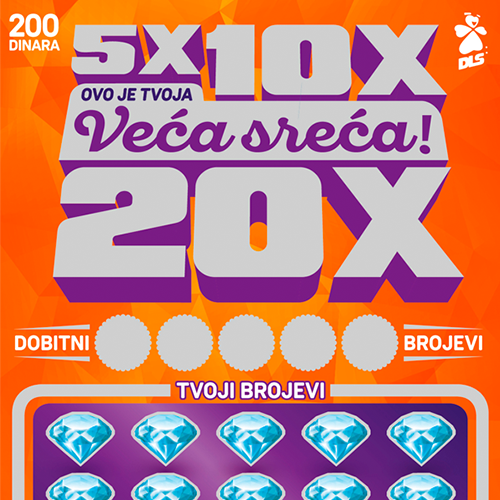 200
DINARA
DLS
5X10X
OVO JE TVOJA
Veća sreća!
20X
DOBITNI
BROJEVI
TVOJI BROJEVI